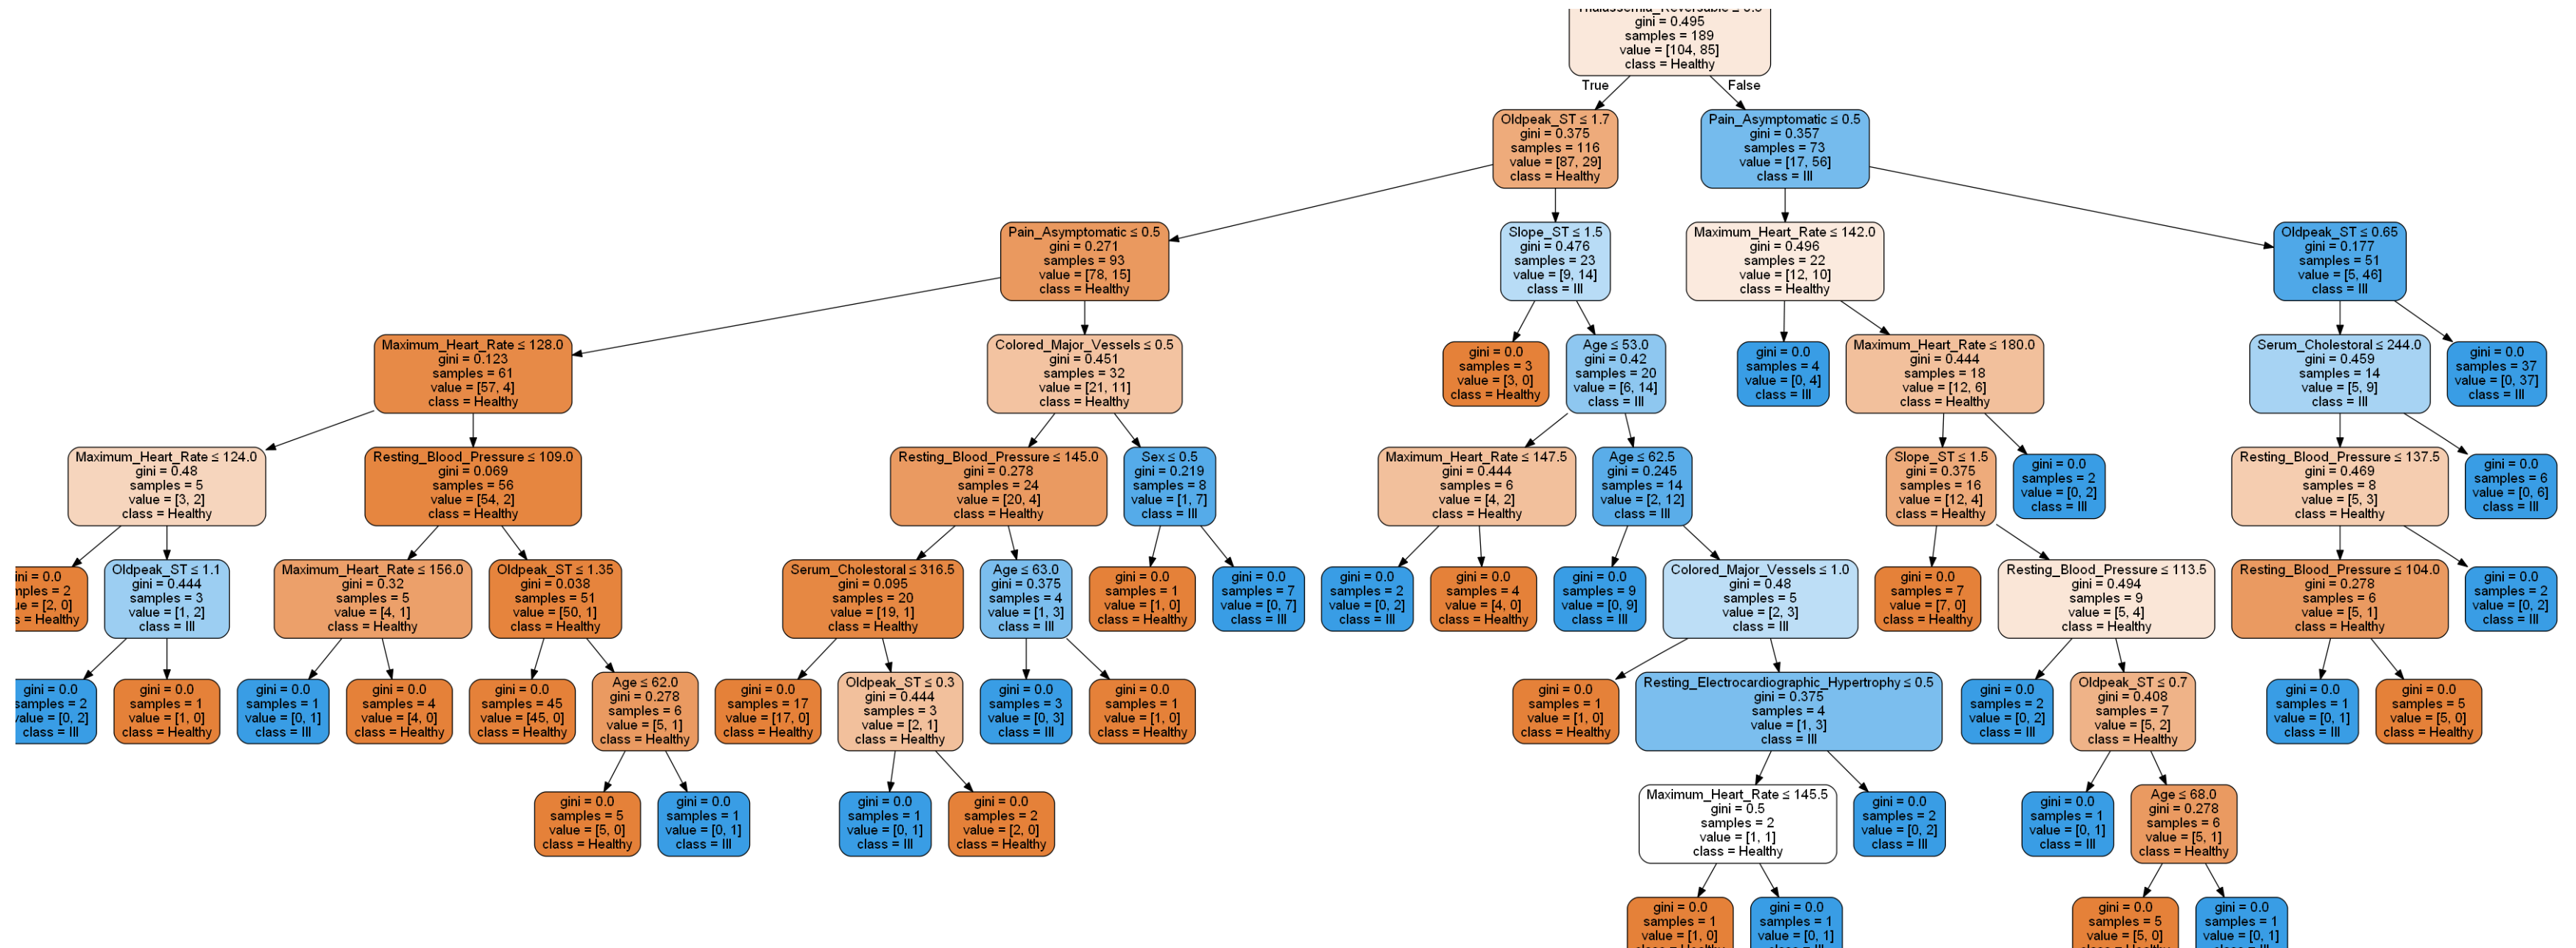 gini = 0.495
samples = 189
value = [104, 85]
class = Healthy
True
False
Oldpeak_ST ≤ 1.7
gini = 0.375
samples = 116
value = [87, 29]
class = Healthy
Pain_Asymptomatic ≤ 0.5
gini = 0.357
samples = 73
value = [17, 56]
class = Ill
Pain_Asymptomatic ≤ 0.5
gini = 0.271
samples = 93
value = [78, 15]
class = Healthy
Slope_ST ≤ 1.5
gini = 0.476
samples = 23
value = [9, 14]
class = Ill
Maximum_Heart_Rate ≤ 142.0
gini = 0.496
samples = 22
value = [12, 10]
class = Healthy
Oldpeak_ST ≤ 0.65
gini = 0.177
samples = 51
value = [5, 46]
class = Ill
Maximum_Heart_Rate ≤ 128.0
gini = 0.123
samples = 61
value = [57, 4]
class = Healthy
Colored_Major_Vessels ≤ 0.5
gini = 0.451
samples = 32
value = [21, 11]
class = Healthy
gini = 0.0
samples = 3
value = [3, 0]
class = Healthy
Age ≤ 53.0
gini = 0.42
samples = 20
value = [6, 14]
class = Ill
gini = 0.0
samples = 4
value = [0, 4]
class = Ill
Maximum_Heart_Rate ≤ 180.0
gini = 0.444
samples = 18
value = [12, 6]
class = Healthy
Serum_Cholestoral ≤ 244.0
gini = 0.459
samples = 14
value = [5, 9]
class = Ill
gini = 0.0
samples = 37
value = [0, 37]
class = Ill
Maximum_Heart_Rate ≤ 124.0
gini = 0.48
samples = 5
value = [3, 2]
class = Healthy
Resting_Blood_Pressure ≤ 109.0
gini = 0.069
samples = 56
value = [54, 2]
class = Healthy
Resting_Blood_Pressure ≤ 145.0
gini = 0.278
samples = 24
value = [20, 4]
class = Healthy
Sex ≤ 0.5
gini = 0.219
samples = 8
value = [1, 7]
class = Ill
Maximum_Heart_Rate ≤ 147.5
gini = 0.444
samples = 6
value = [4, 2]
class = Healthy
Age ≤ 62.5
gini = 0.245
samples = 14
value = [2, 12]
class = Ill
Slope_ST ≤ 1.5
gini = 0.375
samples = 16
value = [12, 4]
class = Healthy
gini = 0.0
samples = 2
value = [0, 2]
class = Ill
Resting_Blood_Pressure ≤ 137.5
gini = 0.469
samples = 8
value = [5, 3]
class = Healthy
gini = 0.0
samples = 6
value = [0, 6]
class = Ill
= 0.0
= 2
= [2, 0]
= Healthy
Oldpeak_ST ≤ 1.1
gini = 0.444
samples = 3
value = [1, 2]
class = Ill
Maximum_Heart_Rate ≤ 156.0
gini = 0.32
samples = 5
value = [4, 1]
class = Healthy
Oldpeak_ST ≤ 1.35
gini = 0.038
samples = 51
value = [50, 1]
class = Healthy
Serum_Cholestoral ≤ 316.5
gini = 0.095
samples = 20
value = [19, 1]
class = Healthy
Age ≤ 63.0
gini = 0.375
samples = 4
value = [1, 3]
class = Ill
gini = 0.0
samples = 1
value = [1, 0]
class = Healthy
gini = 0.0
samples = 7
value = [0, 7]
class = Ill
gini = 0.0
samples = 2
value = [0, 2]
class = Ill
gini = 0.0
samples = 4
value = [4, 0]
class = Healthy
gini = 0.0
samples = 9
value = [0, 9]
class = Ill
Colored_Major_Vessels ≤ 1.0
gini = 0.48
samples = 5
value = [2, 3]
class = Ill
gini = 0.0
samples = 7
value = [7, 0]
class = Healthy
Resting_Blood_Pressure ≤ 113.5
gini = 0.494
samples = 9
value = [5, 4]
class = Healthy
Resting_Blood_Pressure ≤ 104.0
gini = 0.278
samples = 6
value = [5, 1]
class = Healthy
gini = 0.0
samples = 2
value = [0, 2]
class = Ill
gini = 0.0
samples = 2
value = [0, 2]
class = Ill
gini = 0.0
samples = 1
value = [1, 0]
class = Healthy
gini = 0.0
samples = 1
value = [0, 1]
class = Ill
gini = 0.0
samples = 4
value = [4, 0]
class = Healthy
gini = 0.0
samples = 45
value = [45, 0]
class = Healthy
Age ≤ 62.0
gini = 0.278
samples = 6
value = [5, 1]
class = Healthy
gini = 0.0
samples = 17
value = [17, 0]
class = Healthy
Oldpeak_ST ≤ 0.3
gini = 0.444
samples = 3
value = [2, 1]
class = Healthy
gini = 0.0
samples = 3
value = [0, 3]
class = Ill
gini = 0.0
samples = 1
value = [1, 0]
class = Healthy
gini = 0.0
samples = 1
value = [1, 0]
class = Healthy
Resting_Electrocardiographic_Hypertrophy ≤ 0.5
gini = 0.375
samples = 4
value = [1, 3]
class = Ill
gini = 0.0
samples = 2
value = [0, 2]
class = Ill
Oldpeak_ST ≤ 0.7
gini = 0.408
samples = 7
value = [5, 2]
class = Healthy
gini = 0.0
samples = 1
value = [0, 1]
class = Ill
gini = 0.0
samples = 5
value = [5, 0]
class = Healthy
gini = 0.0
samples = 5
value = [5, 0]
class = Healthy
gini = 0.0
samples = 1
value = [0, 1]
class = Ill
gini = 0.0
samples = 1
value = [0, 1]
class = Ill
gini = 0.0
samples = 2
value = [2, 0]
class = Healthy
Maximum_Heart_Rate ≤ 145.5
gini = 0.5
samples = 2
value = [1, 1]
class = Healthy
gini = 0.0
samples = 2
value = [0, 2]
class = Ill
gini = 0.0
samples = 1
value = [0, 1]
class = Ill
Age ≤ 68.0
gini = 0.278
samples = 6
value = [5, 1]
class = Healthy
gini = 0.0
samples = 1
value = [1, 0]
gini = 0.0
samples = 1
value = [0, 1]
gini = 0.0
samples = 5
value = [5, 0]
gini = 0.0
samples = 1
value = [0, 1]